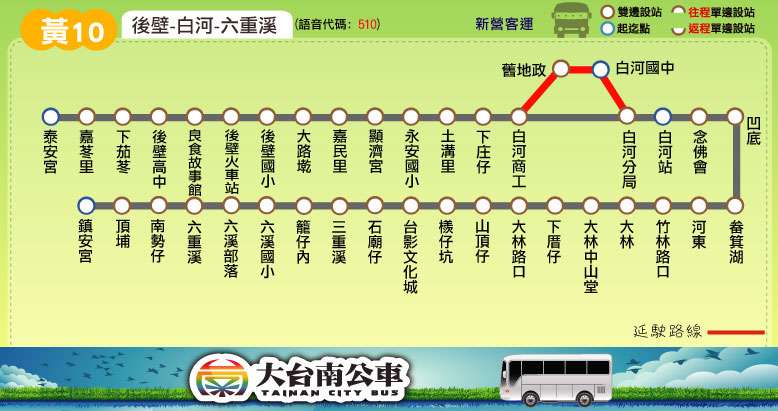 黃10
後壁-白河-六重溪
(語音代碼：510)
新營客運
雙邊設站
往程單邊設站
起迄點
返程單邊設站
舊地政
白河國中
泰安宮
嘉苳里
下茄苳
後壁高中
良食故事館
後壁火車站
後壁國小
大路墘
嘉民里
顯濟宮
永安國小
土溝里
下庄仔
白河商工
白河分局
白河站
念佛會
凹底
鎮安宮
頂埔
南勢仔
六重溪
六溪部落
六溪國小
籠仔內
三重溪
石廟仔
台影文化城
檨仔坑
山頂仔
大林路口
下厝仔
大林中山堂
大林
竹林路口
河東
畚箕湖
延駛路線
大台南公車
TAINAN CITY BUS